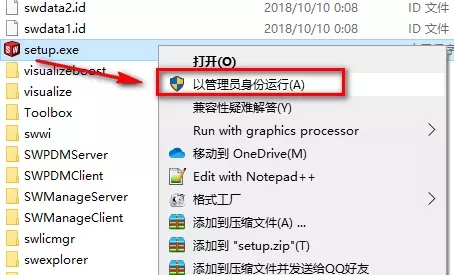 swdata2.id 2018/10/10 0:08 ID 文件
swdata1.id 2018/10/10 0:08 ID 文件
setup.exe
打开(O)
visualizeboost
以管理员身份运行(A)
visualize
兼容性疑难解答(Y)
Toolbox
Run with graphics processor
swwi
移动到 OneDrive(M)
SWPDMServer
Edit with Notepad++
SWPDMClient
格式工厂
SWManageServer
添加到压缩文件(A) ...
SWManageClient
添加到 "setup.zip"(T)
swlicmgr
添加到压缩文件并发送给QQ好友
swexplorer